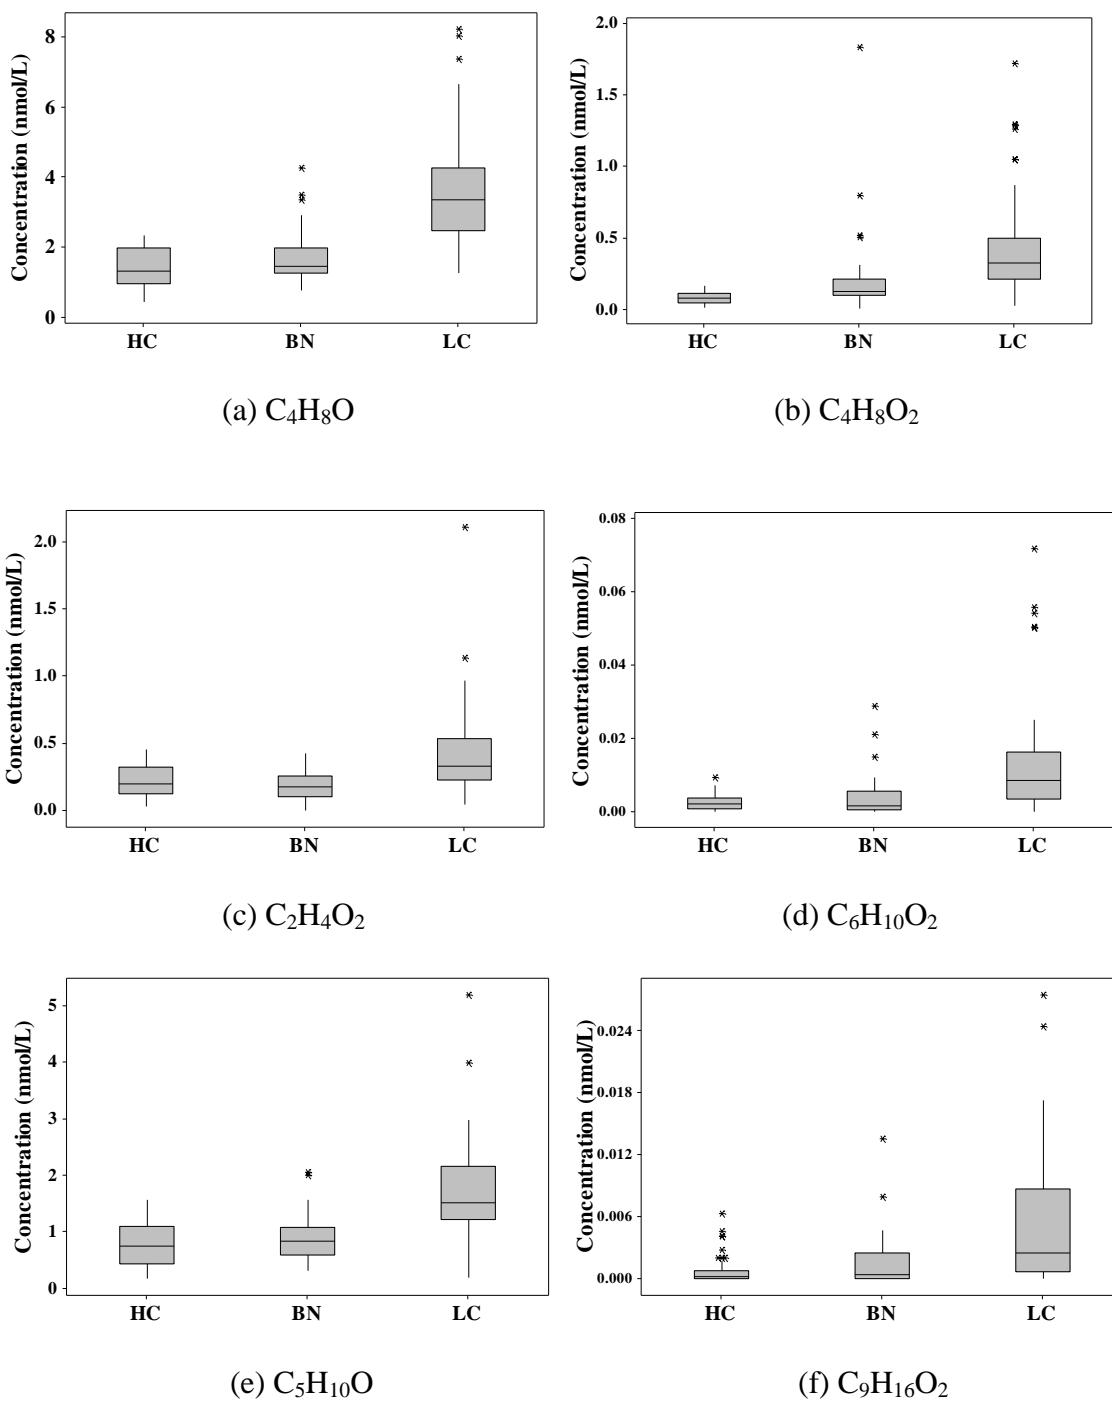 Concentration (nmol/L)
8
6
4
2
0
HC BN LC
(a) C₄H₈O
Concentration (nmol/L)
2.0
1.5
1.0
0.5
0.0
HC BN LC
(b) C₄H₈O₂
Concentration (nmol/L)
2.0
1.5
1.0
0.5
0.0
HC BN LC
(c) C₂H₄O₂
Concentration (nmol/L)
0.08
0.06
0.04
0.02
0.00
HC BN LC
(d) C₆H₁₀O₂
Concentration (nmol/L)
5
4
3
2
1
0
HC BN LC
(e) C₅H₁₀O
Concentration (nmol/L)
0.024
0.018
0.012
0.006
0.000
HC BN LC
(f) C₉H₁₆O₂